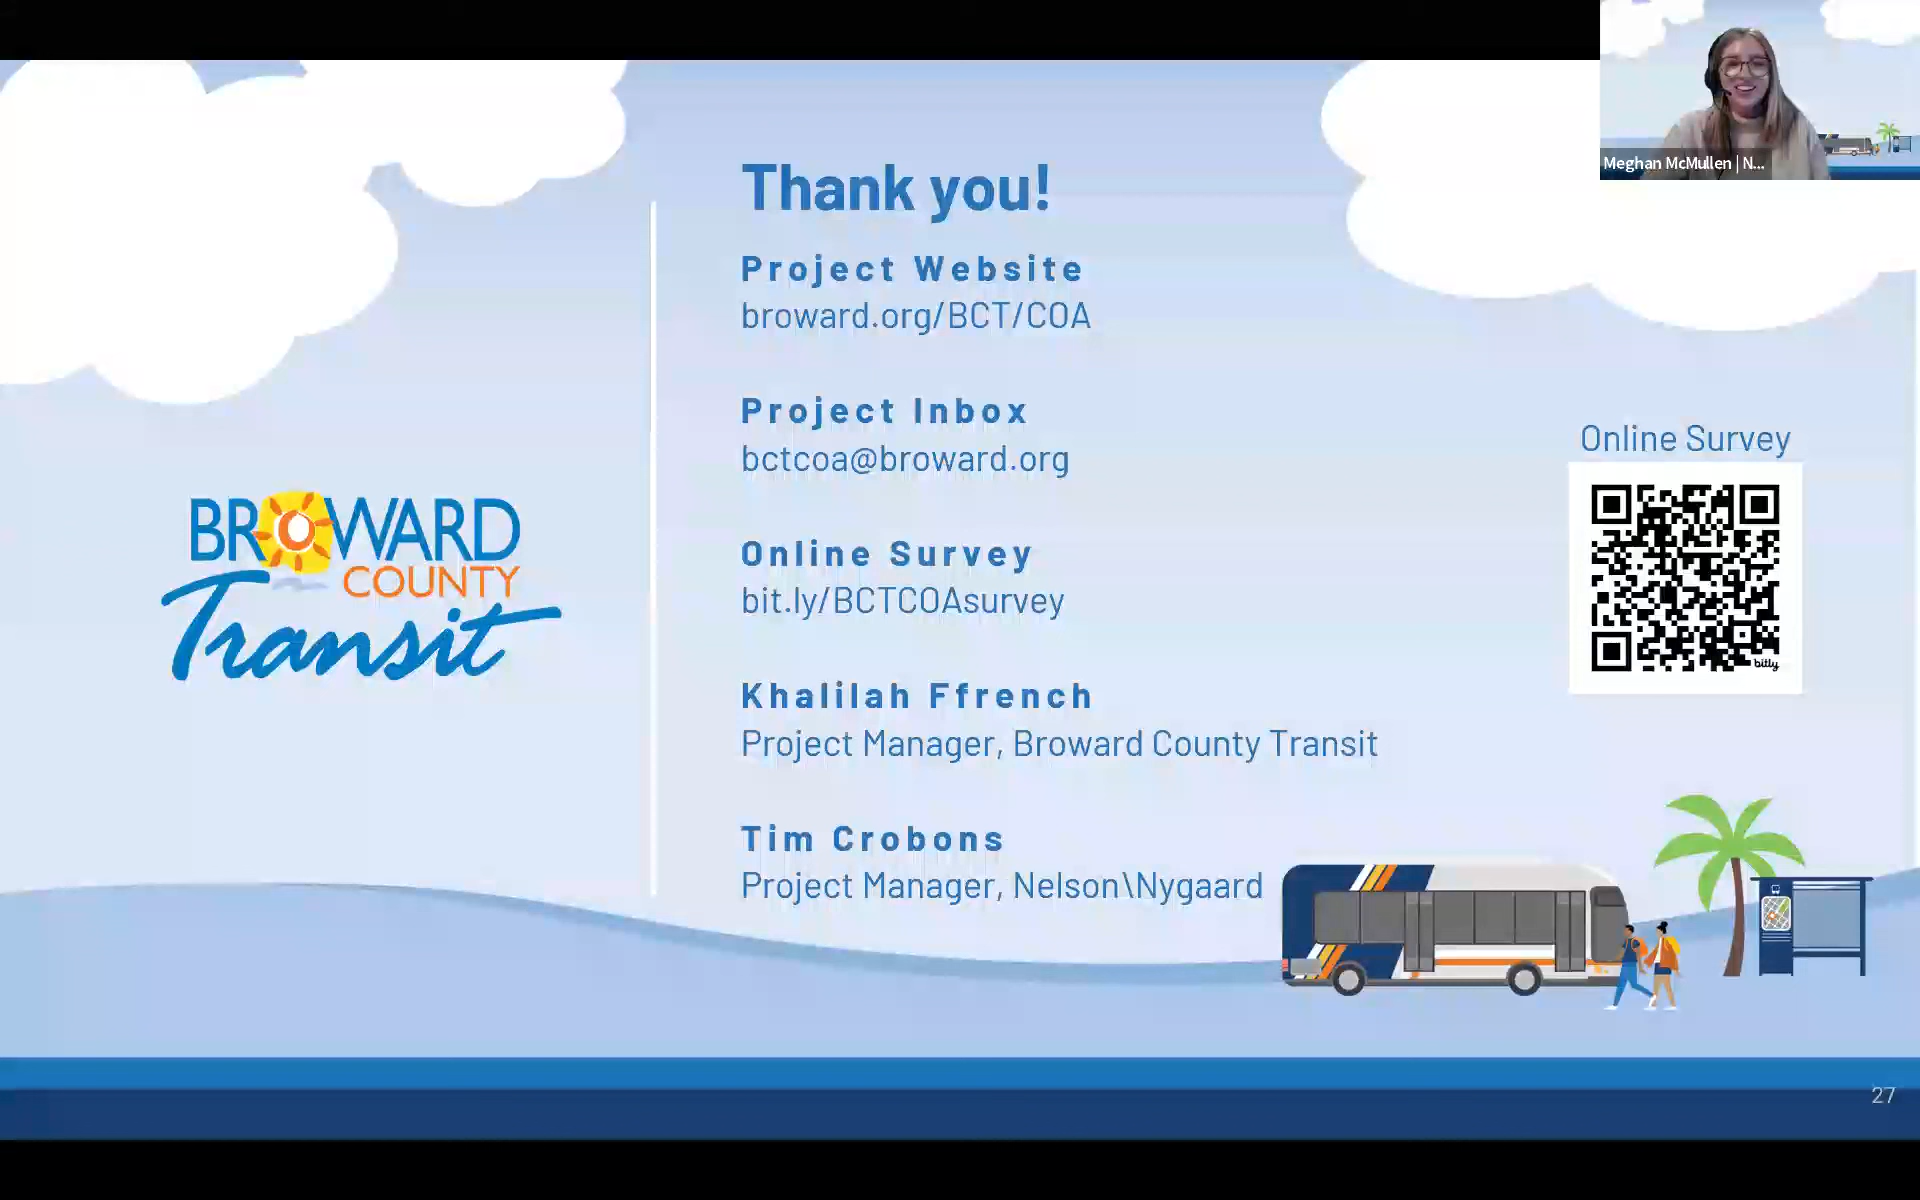 Meghan McMullen | N...
Thank you!
Project Website
broward.org/BCT/COA
Project Inbox
bctcoa@broward.org
Online Survey
bit.ly/BCTCOAsurvey
Khalilah Ffrench
Project Manager, Broward County Transit
Tim Crobons
Project Manager, Nelson\Nygaard
BROWARD
COUNTY
Transit
Online Survey
bitly
27